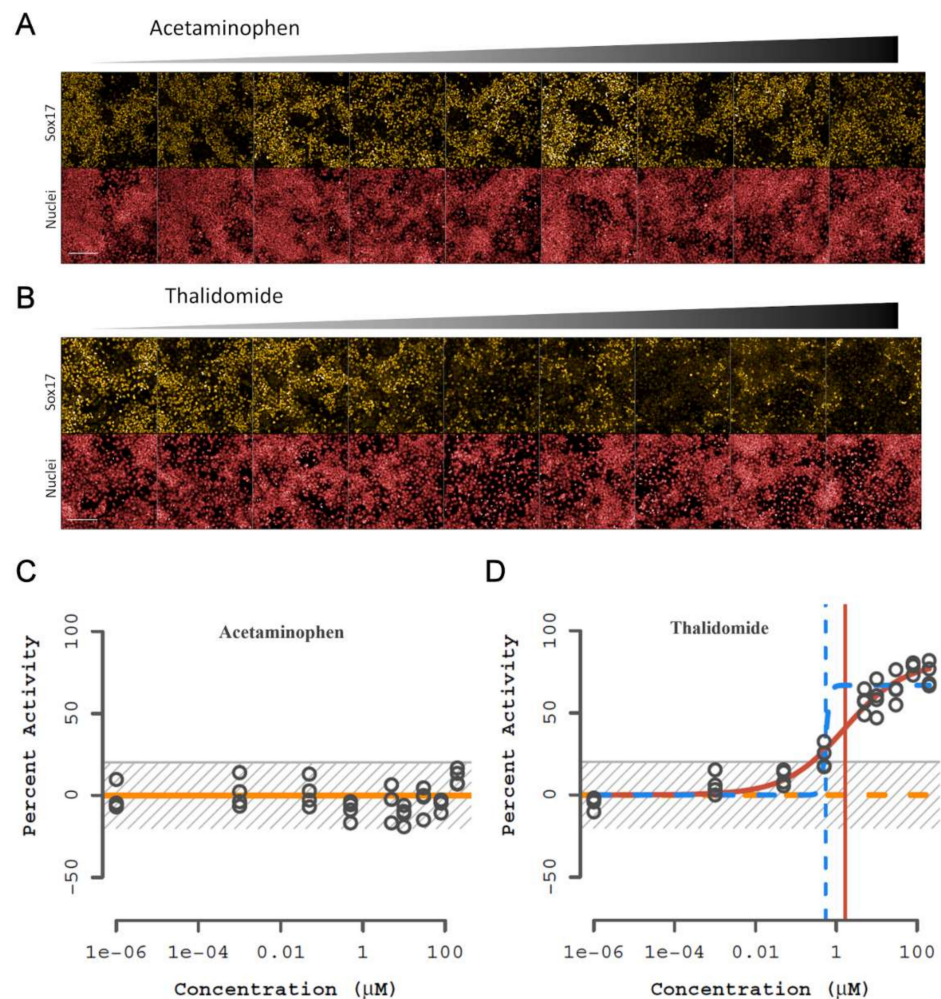 A
Acetaminophen
Sox17
Nuclei
B
Thalidomide
Sox17
Nuclei
C
Acetaminophen
Percent Activity
100
50
0
-50
1e-06 1e-04 0.01 1 100
Concentration (µM)
D
Thalidomide
Percent Activity
100
50
0
-50
1e-06 1e-04 0.01 1 100
Concentration (µM)